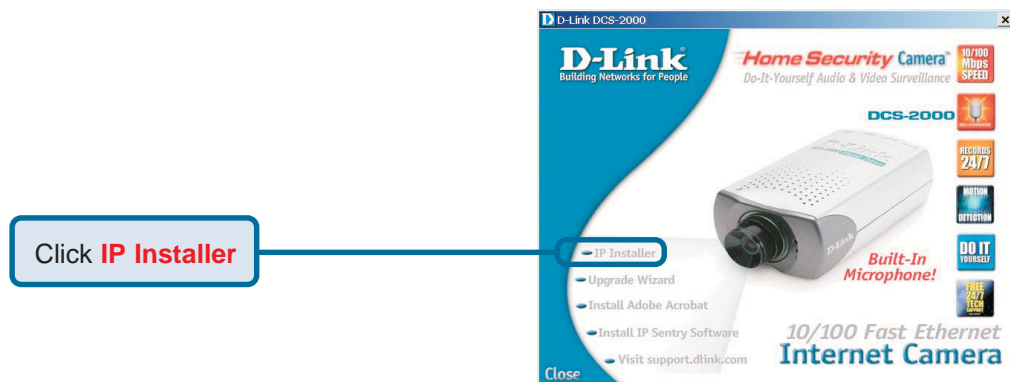 D-Link DCS-2000
D-Link
Building Networks for People
Home Security Camera™
Do-It-Yourself Audio & Video Surveillance
10/100
Mbps
SPEED
DCS-2000
RECORDS
24/7
MOTION
DETECTION
DO IT
YOURSELF
FREE
24/7
TECH
SUPPORT
D-Link
Built-In
Microphone!
Click IP Installer
IP Installer
Upgrade Wizard
Install Adobe Acrobat
Install IP Sentry Software
Visit support.dlink.com
Close
10/100 Fast Ethernet
Internet Camera